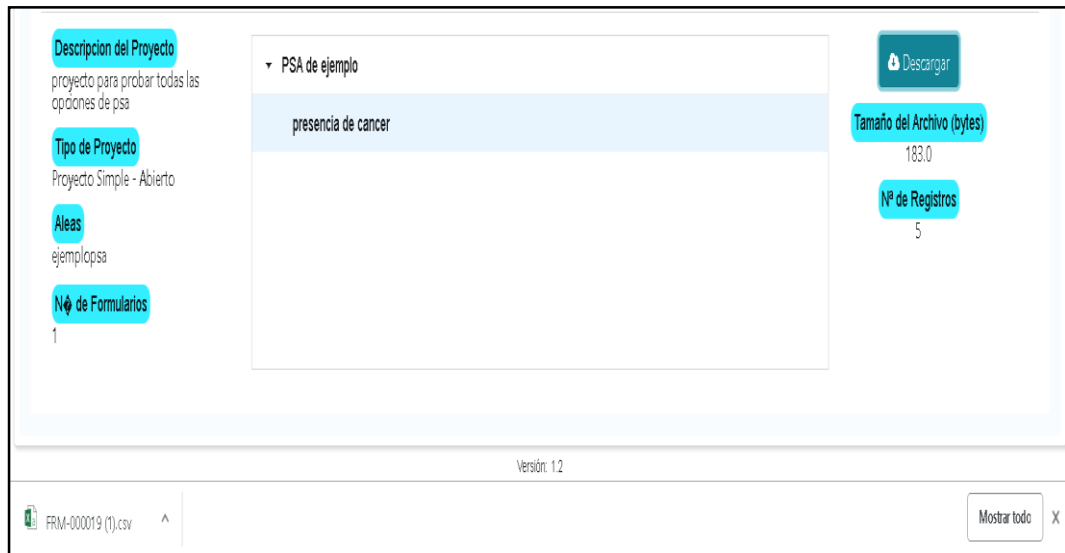 Descripcion del Proyecto
proyecto para probar todas las
opciones de psa
Tipo de Proyecto
Proyecto Simple - Abierto
Aleas
ejemplopsa
N� de Formularios
1
PSA de ejemplo
presencia de cancer
Descargar
Tamaño del Archivo (bytes)
183.0
Nª de Registros
5
Versión: 1.2
FRM-000019 (1).csv
Mostrar todo
X